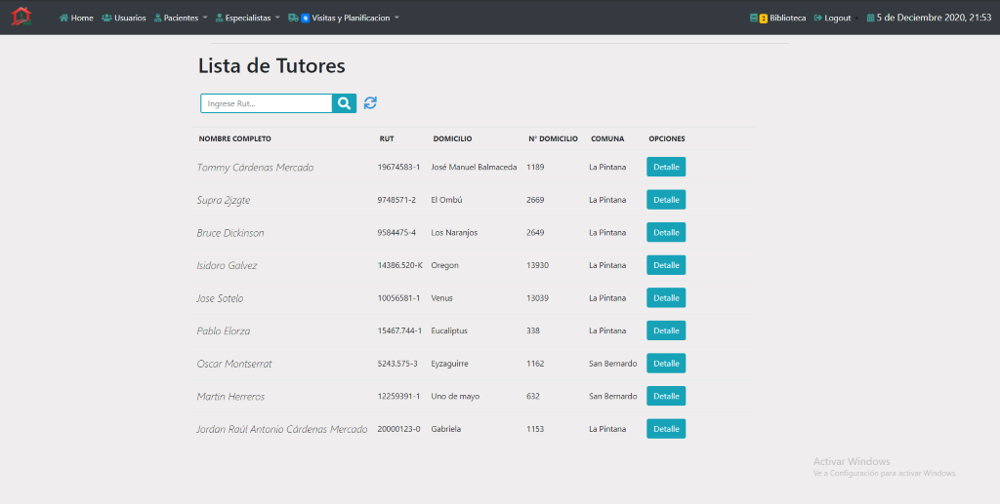 Home Usuarios Pacientes Especialistas 9 Visitas y Planificacion Biblioteca Logout 5 de Deciembre 2020, 21:53
Lista de Tutores
Ingrese Rut...
NOMBRE COMPLETO RUT DOMICILIO N° DOMICILIO COMUNA OPCIONES
Tommy Cárdenas Mercado 19674583-1 José Manuel Balmaceda 1189 La Pintana Detalle
Supra 2jzgte 9748571-2 El Ombú 2669 La Pintana Detalle
Bruce Dickinson 9584475-4 Los Naranjos 2649 La Pintana Detalle
Isidoro Galvez 14386.520-K Oregon 13930 La Pintana Detalle
Jose Sotelo 10056581-1 Venus 13039 La Pintana Detalle
Pablo Elorza 15467.744-1 Eucaliptus 338 La Pintana Detalle
Oscar Montserrat 5243.575-3 Eyzaguirre 1162 San Bernardo Detalle
Martin Herreros 12259391-1 Uno de mayo 632 San Bernardo Detalle
Jordan Raúl Antonio Cárdenas Mercado 20000123-0 Gabriela 1153 La Pintana Detalle
Activar Windows
Ve a Configuración para activar Windows.